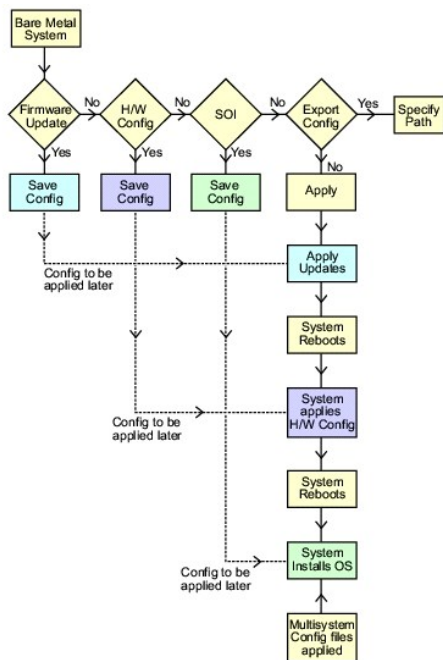 Bare Metal
System
Firmware
Update
No
H/W
Config
No
SOI
No
Export
Config
Yes
Specify
Path
Yes
Yes
Yes
No
Save
Config
Save
Config
Save
Config
Apply
Config to be
applied later
Apply
Updales
System
Reboots
Config to be
applied later
System
applies
H/W Config
System
Reboots
Config to be
applied later
System
Installs OS
Multisystem
Config files
applied